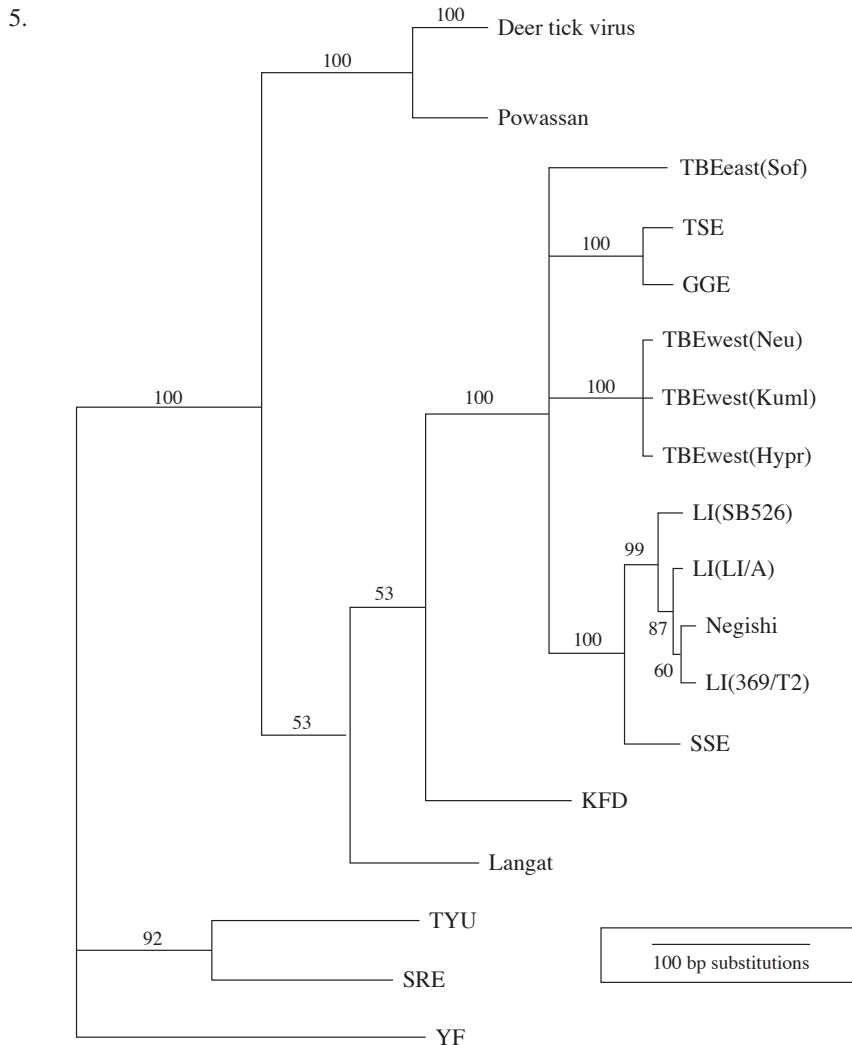 5.
100
Deer tick virus
100
Powassan
TBEeast(Sof)
TSE
100
GGE
TBEwest(Neu)
100
100
100
TBEwest(Kuml)
TBEwest(Hypr)
LI(SB526)
99
LI(LI/A)
53
87
Negishi
100
60
LI(369/T2)
53
SSE
KFD
Langat
TYU
92
100 bp substitutions
SRE
YF